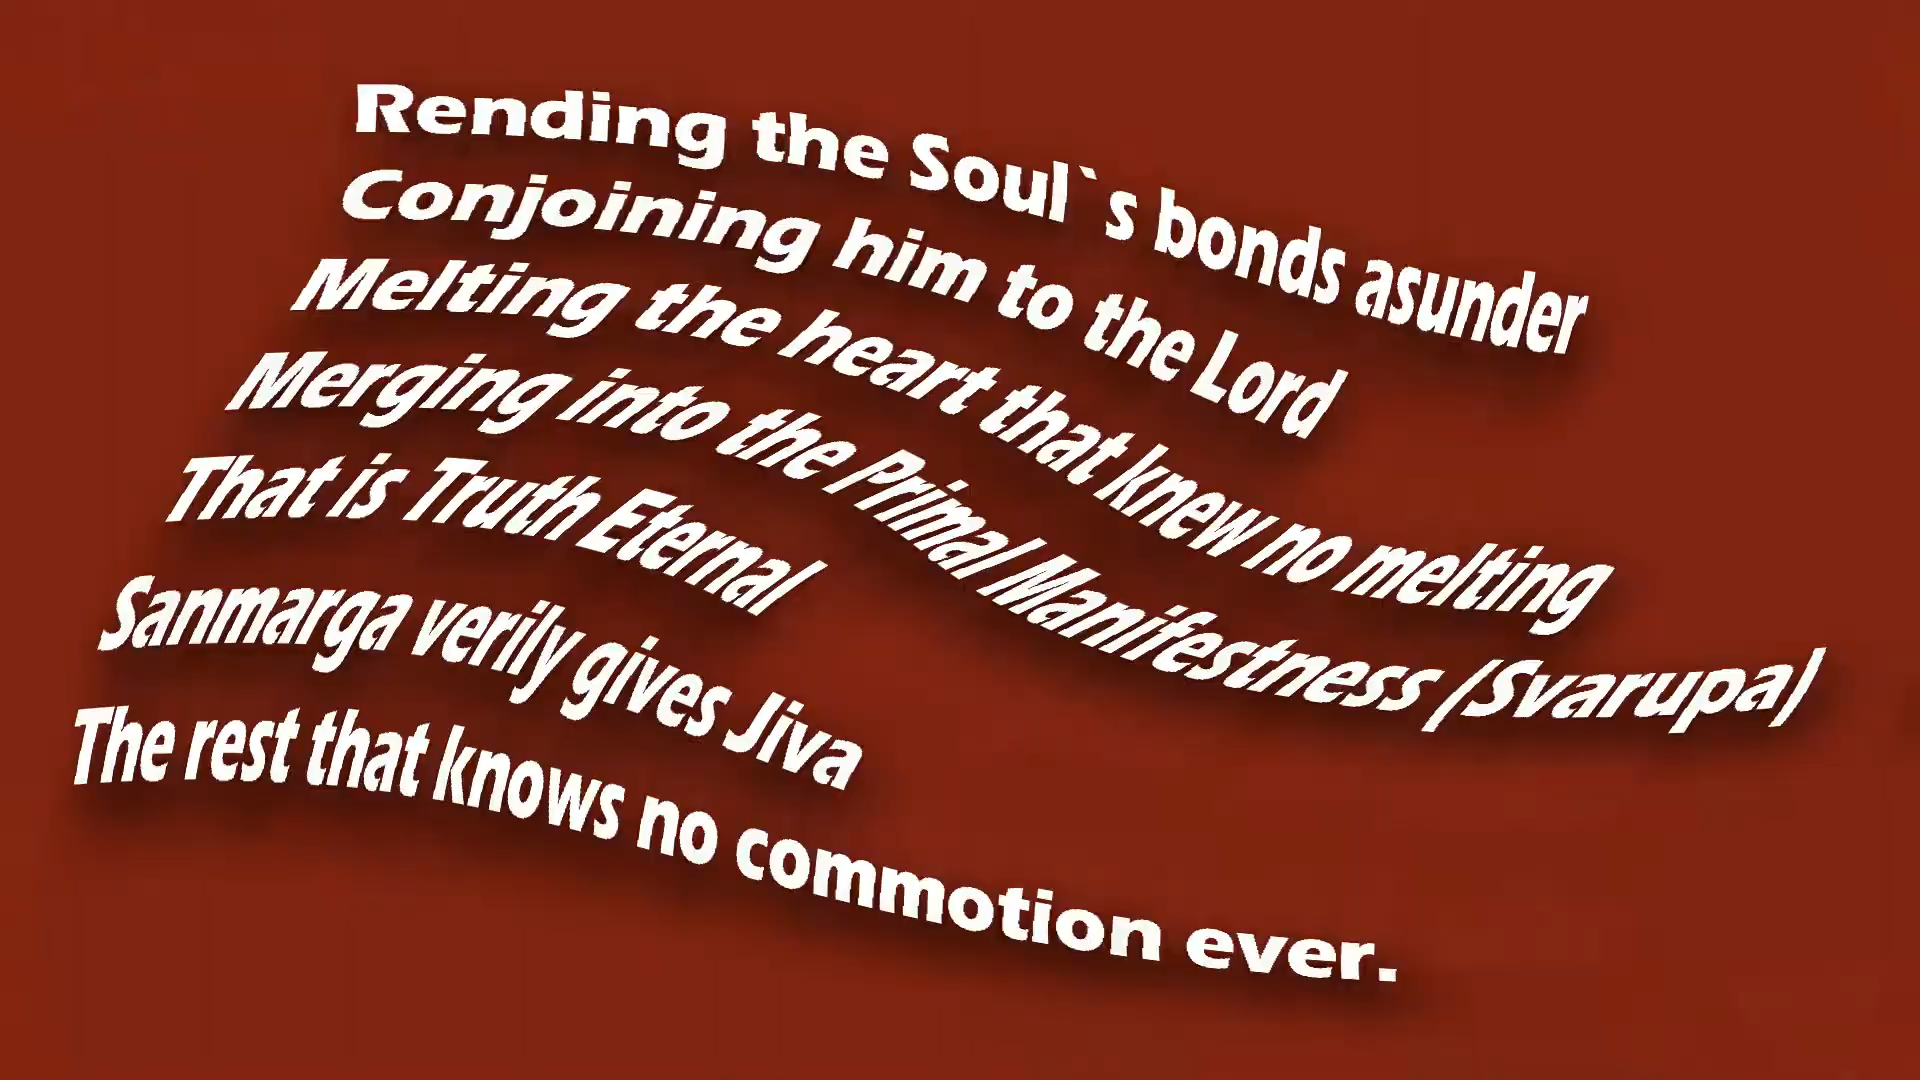 Rending the Soul`s bonds asunder
Conjoining him to the Lord
Melting the heart that knew no melting
Merging into the Primal Manifestness (Svarupa)
That is Truth Eternal
Sanmarga verily gives Jiva
The rest that knows no commotion ever.